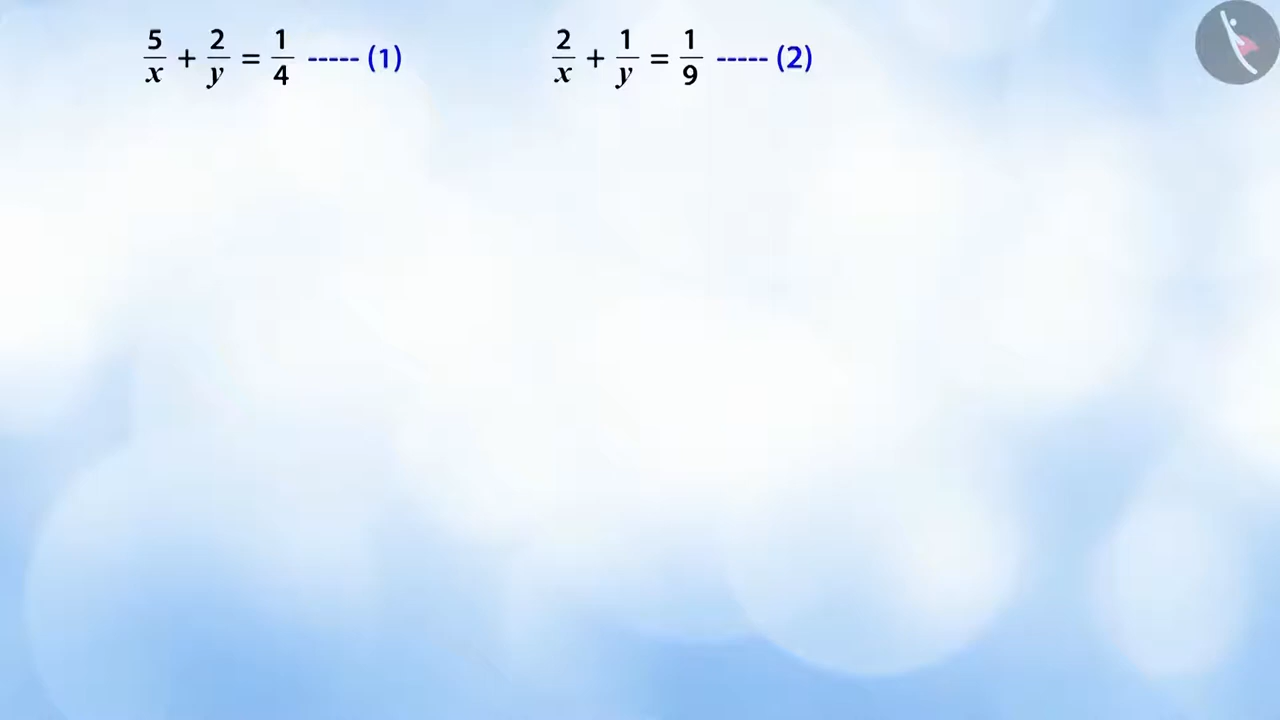 5/x + 2/y = 1/4 ----- (1)
2/x + 1/y = 1/9 ----- (2)